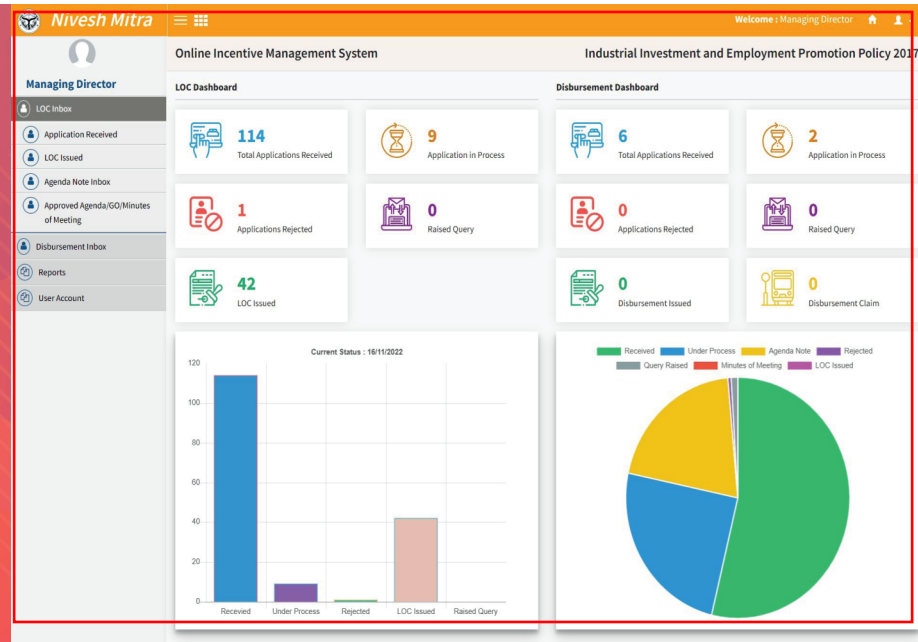 Nivesh Mitra
Welcome : Managing Director
Managing Director
LOC Inbox
Application Received
LOC Issued
Agenda Note Inbox
Approved Agenda/GO/Minutes
of Meeting
Disbursement Inbox
Reports
User Account
Online Incentive Management System
Industrial Investment and Employment Promotion Policy 2017
LOC Dashboard
114
Total Applications Received
9
Application in Process
1
Applications Rejected
0
Raised Query
42
LOC Issued
Disbursement Dashboard
6
Total Applications Received
2
Application in Process
0
Applications Rejected
0
Raised Query
0
Disbursement Issued
0
Disbursement Claim
Current Status : 16/11/2022
120
100
80
60
40
20
0
Recevied Under Process Rejected LOC Issued Raised Query
Received Under Process Agenda Note Rejected
Query Raised Minutes of Meeting LOC Issued